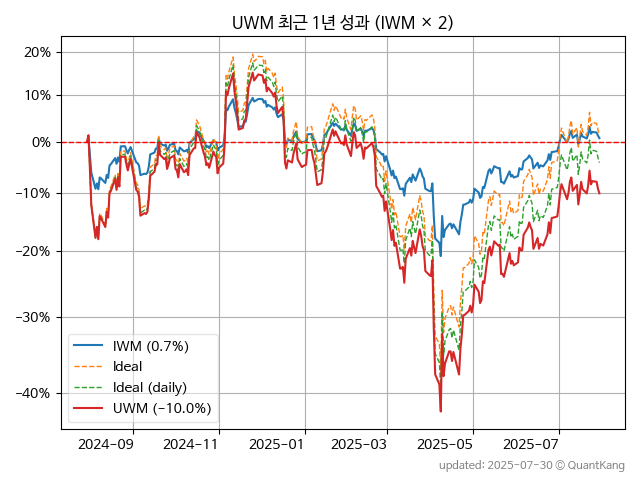 UWM 최근 1년 성과 (IWM × 2)
20%
10%
0%
−10%
−20%
−30%
−40%
IWM (0.7%)
Ideal
Ideal (daily)
UWM (−10.0%)
2024-09 2024-11 2025-01 2025-03 2025-05 2025-07
updated: 2025-07-30 © QuantKang